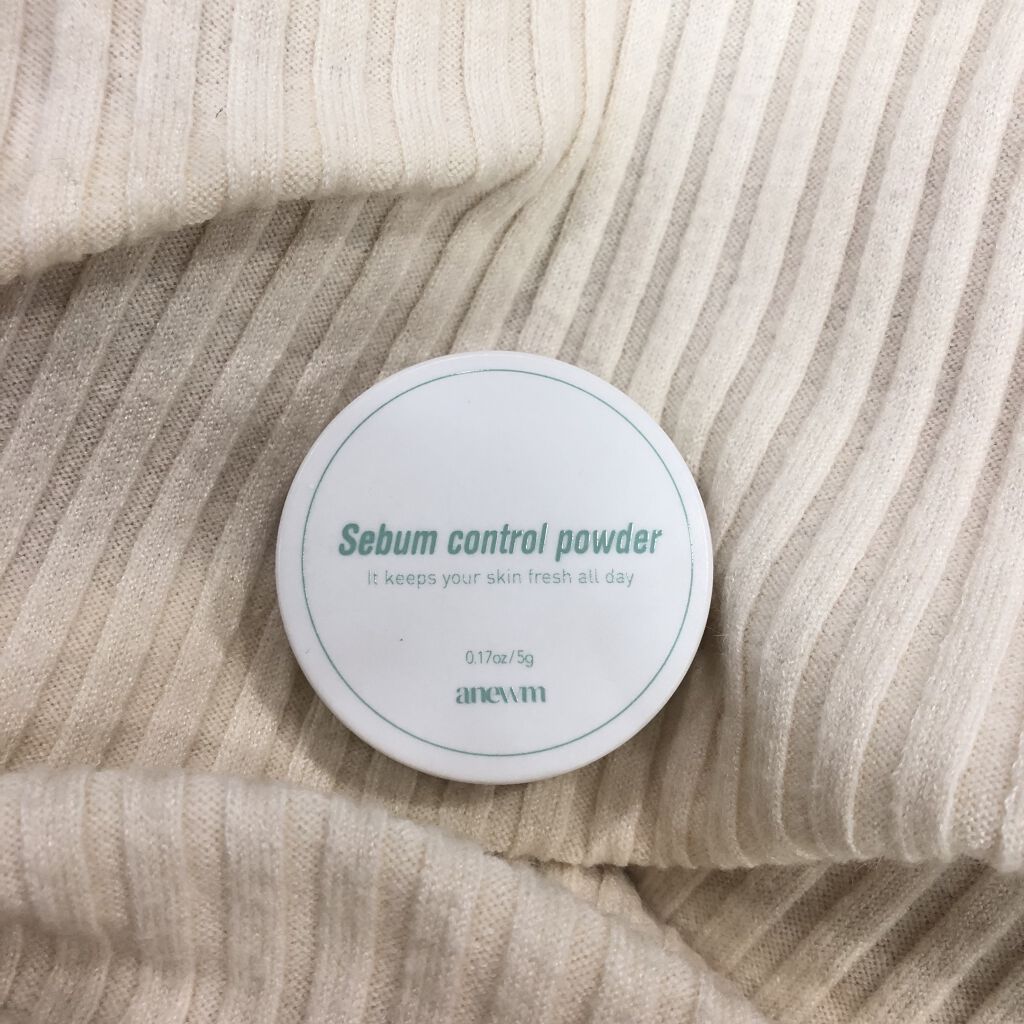 Sebum control powder
It keeps your skin fresh all day
0.17oz/5g
anewm